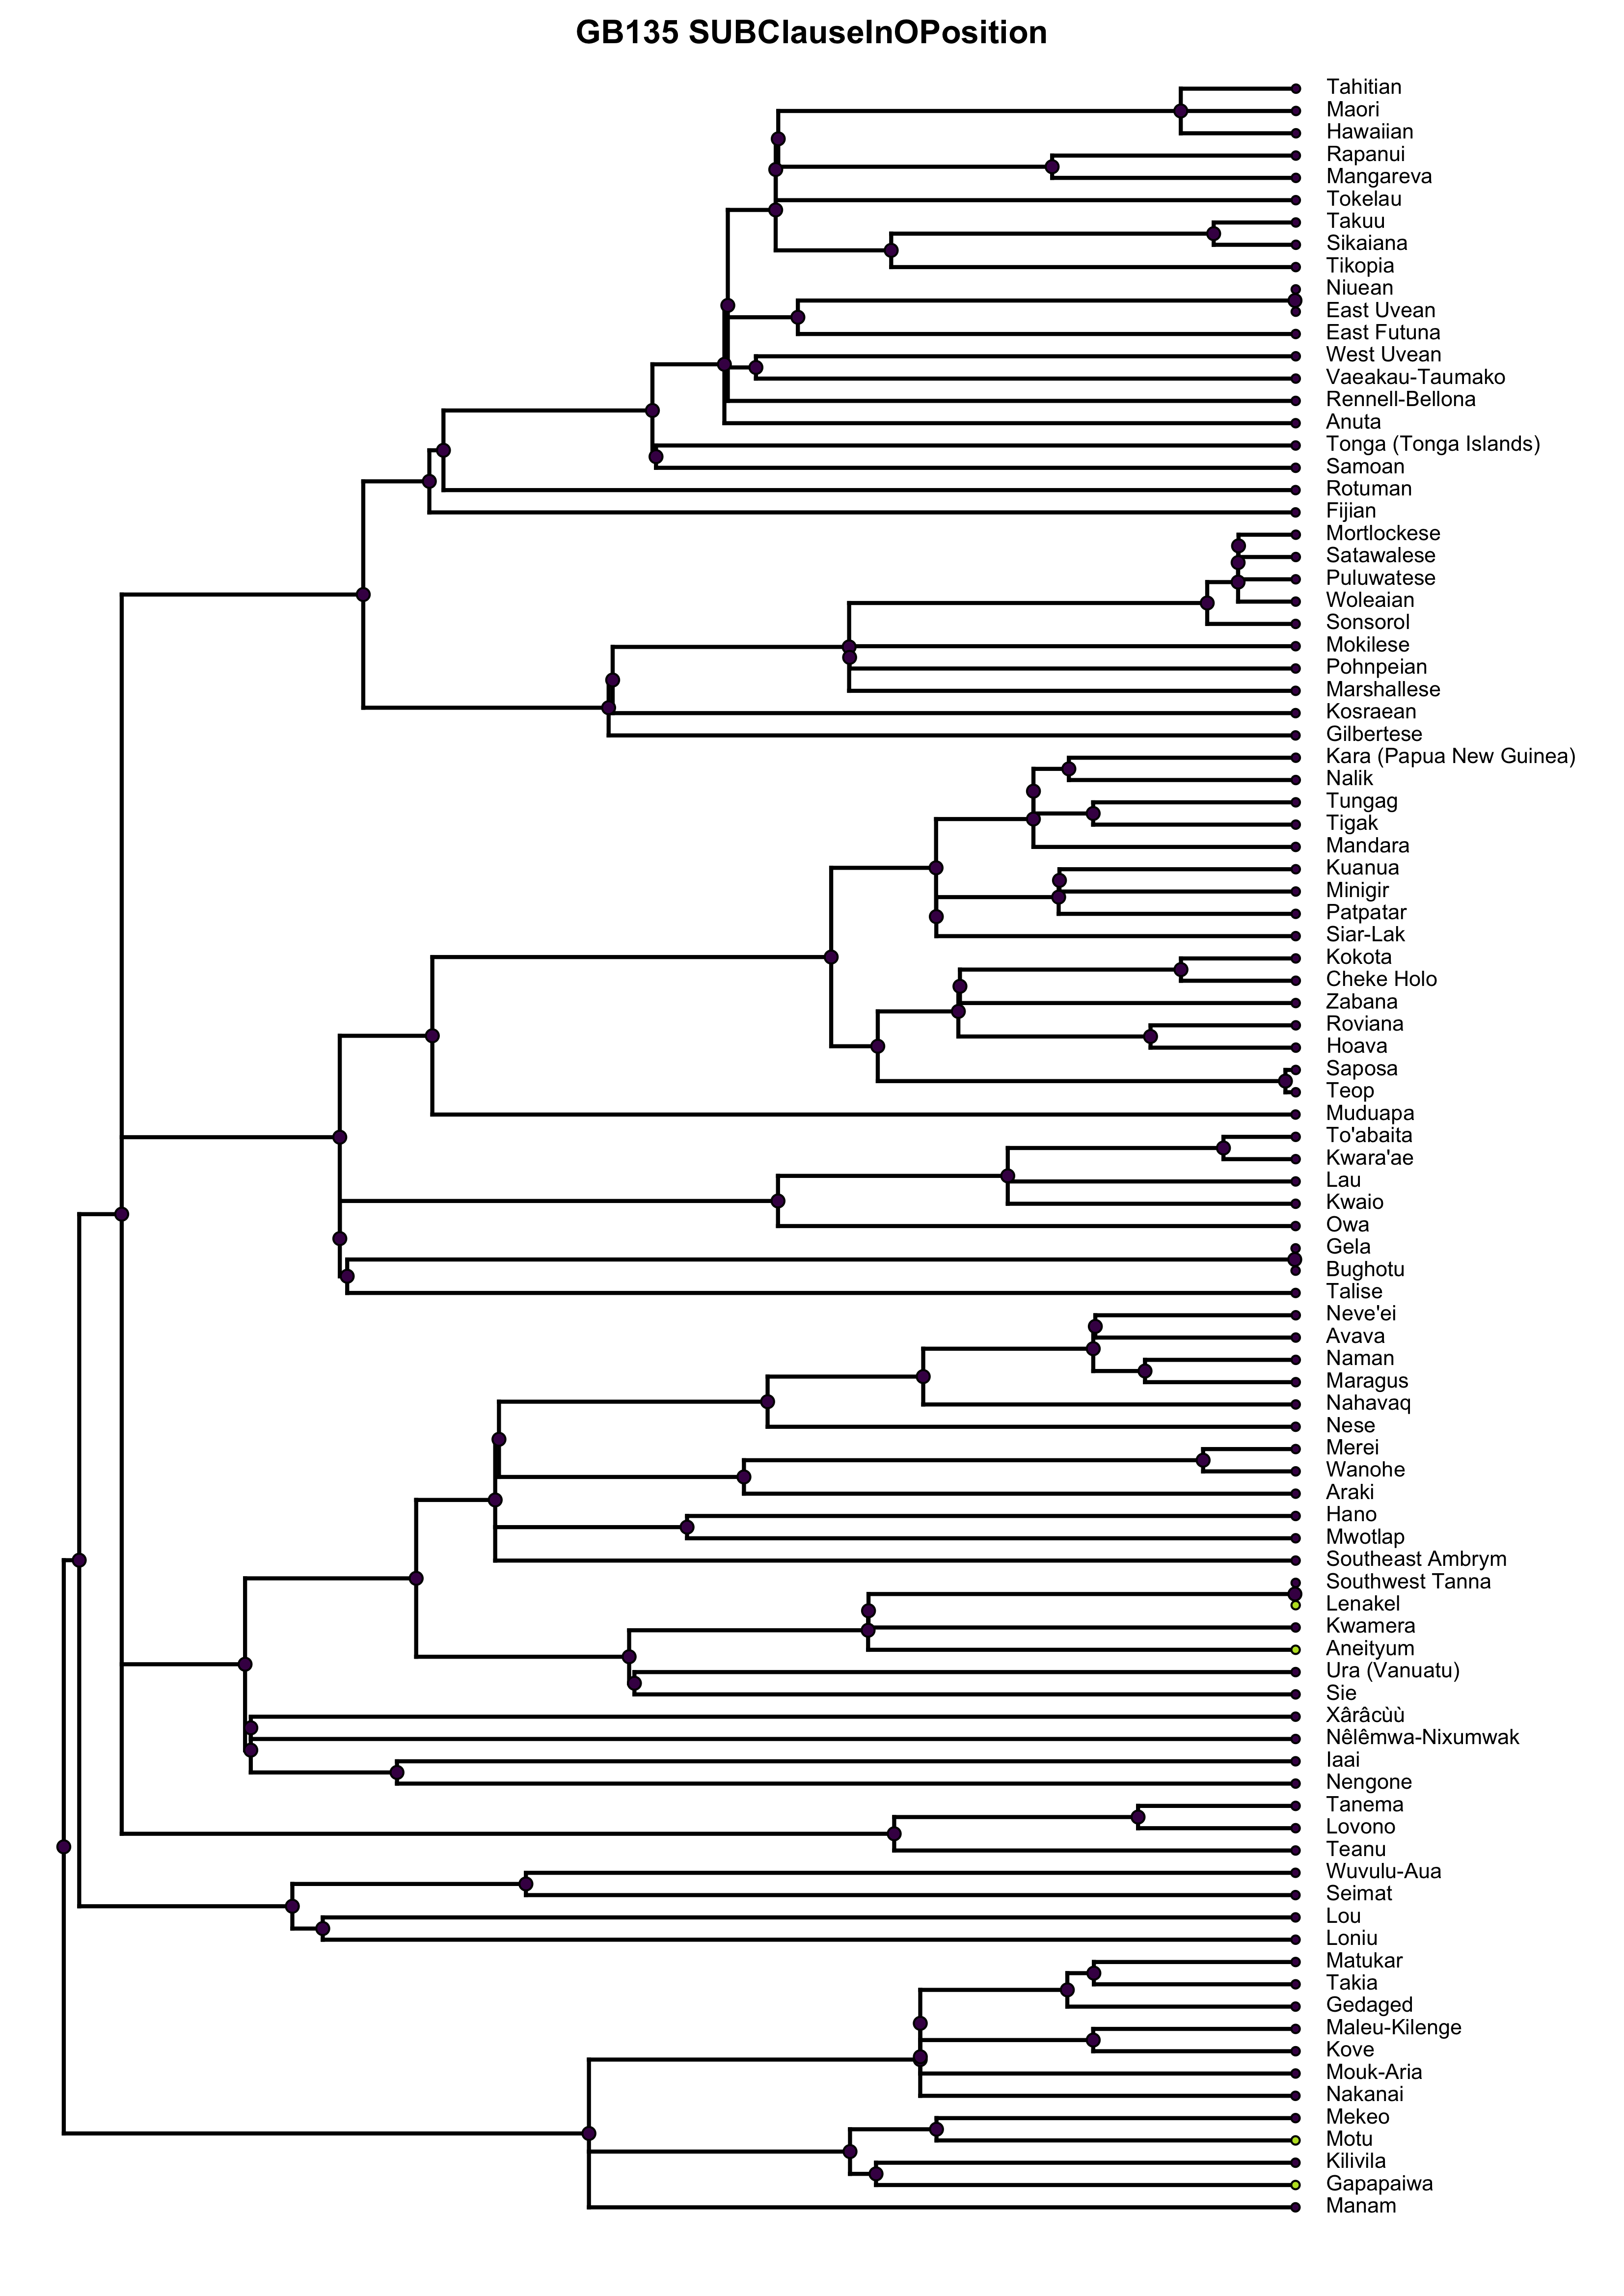 GB135 SUBClauseInOPosition
Tahitian
Maori
Hawaiian
Rapanui
Mangareva
Tokelau
Takuu
Sikaiana
Tikopia
Niuean
East Uvean
East Futuna
West Uvean
Vaeakau-Taumako
Rennell-Bellona
Anuta
Tonga (Tonga Islands)
Samoan
Rotuman
Fijian
Mortlockese
Satawalese
Puluwatese
Woleaian
Sonsorol
Mokilese
Pohnpeian
Marshallese
Kosraean
Gilbertese
Kara (Papua New Guinea)
Nalik
Tungag
Tigak
Mandara
Kuanua
Minigir
Patpatar
Siar-Lak
Kokota
Cheke Holo
Zabana
Roviana
Hoava
Saposa
Teop
Muduapa
To'abaita
Kwara'ae
Lau
Kwaio
Owa
Gela
Bughotu
Talise
Neve'ei
Avava
Naman
Maragus
Nahavaq
Nese
Merei
Wanohe
Araki
Hano
Mwotlap
Southeast Ambrym
Southwest Tanna
Lenakel
Kwamera
Aneityum
Ura (Vanuatu)
Sie
Xârâcùù
Nêlêmwa-Nixumwak
Iaai
Nengone
Tanema
Lovono
Teanu
Wuvulu-Aua
Seimat
Lou
Loniu
Matukar
Takia
Gedaged
Maleu-Kilenge
Kove
Mouk-Aria
Nakanai
Mekeo
Motu
Kilivila
Gapapaiwa
Manam